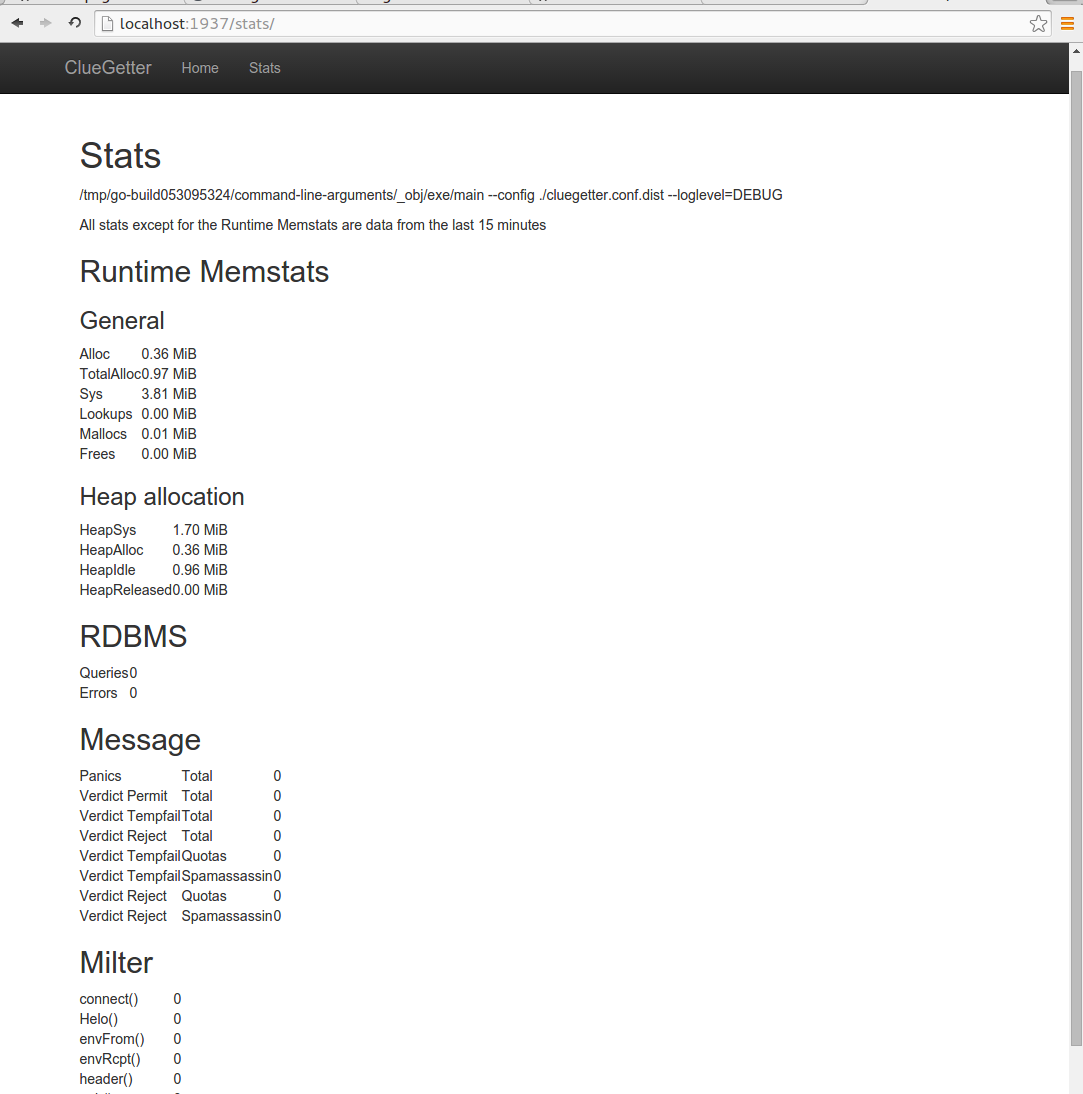 localhost:1937/stats/
ClueGetter Home Stats
Stats
/tmp/go-build053095324/command-line-arguments/_obj/exe/main --config ./cluegetter.conf.dist --loglevel=DEBUG
All stats except for the Runtime Memstats are data from the last 15 minutes
Runtime Memstats
General
Alloc 0.36 MiB
TotalAlloc 0.97 MiB
Sys 3.81 MiB
Lookups 0.00 MiB
Mallocs 0.01 MiB
Frees 0.00 MiB
Heap allocation
HeapSys 1.70 MiB
HeapAlloc 0.36 MiB
HeapIdle 0.96 MiB
HeapReleased 0.00 MiB
RDBMS
Queries 0
Errors 0
Message
Panics Total 0
Verdict Permit Total 0
Verdict Tempfail Total 0
Verdict Reject Total 0
Verdict Tempfail Quotas 0
Verdict Tempfail Spamassassin 0
Verdict Reject Quotas 0
Verdict Reject Spamassassin 0
Milter
connect() 0
Helo() 0
envFrom() 0
envRcpt() 0
header() 0